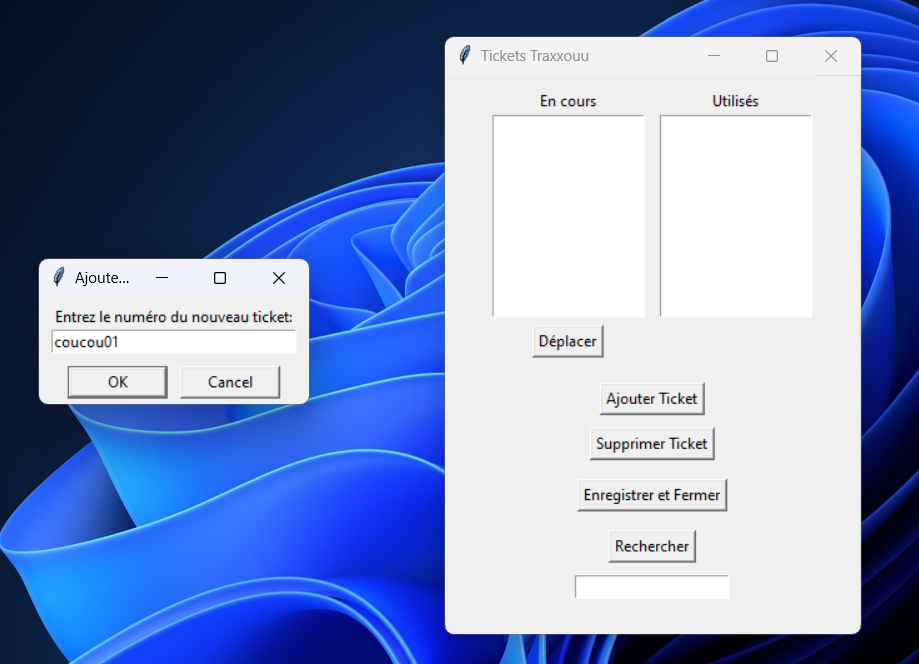 Tickets Traxxouu
En cours
Utilisés
Ajoute...
Entrez le numéro du nouveau ticket:
coucou01
OK
Cancel
Déplacer
Ajouter Ticket
Supprimer Ticket
Enregistrer et Fermer
Rechercher